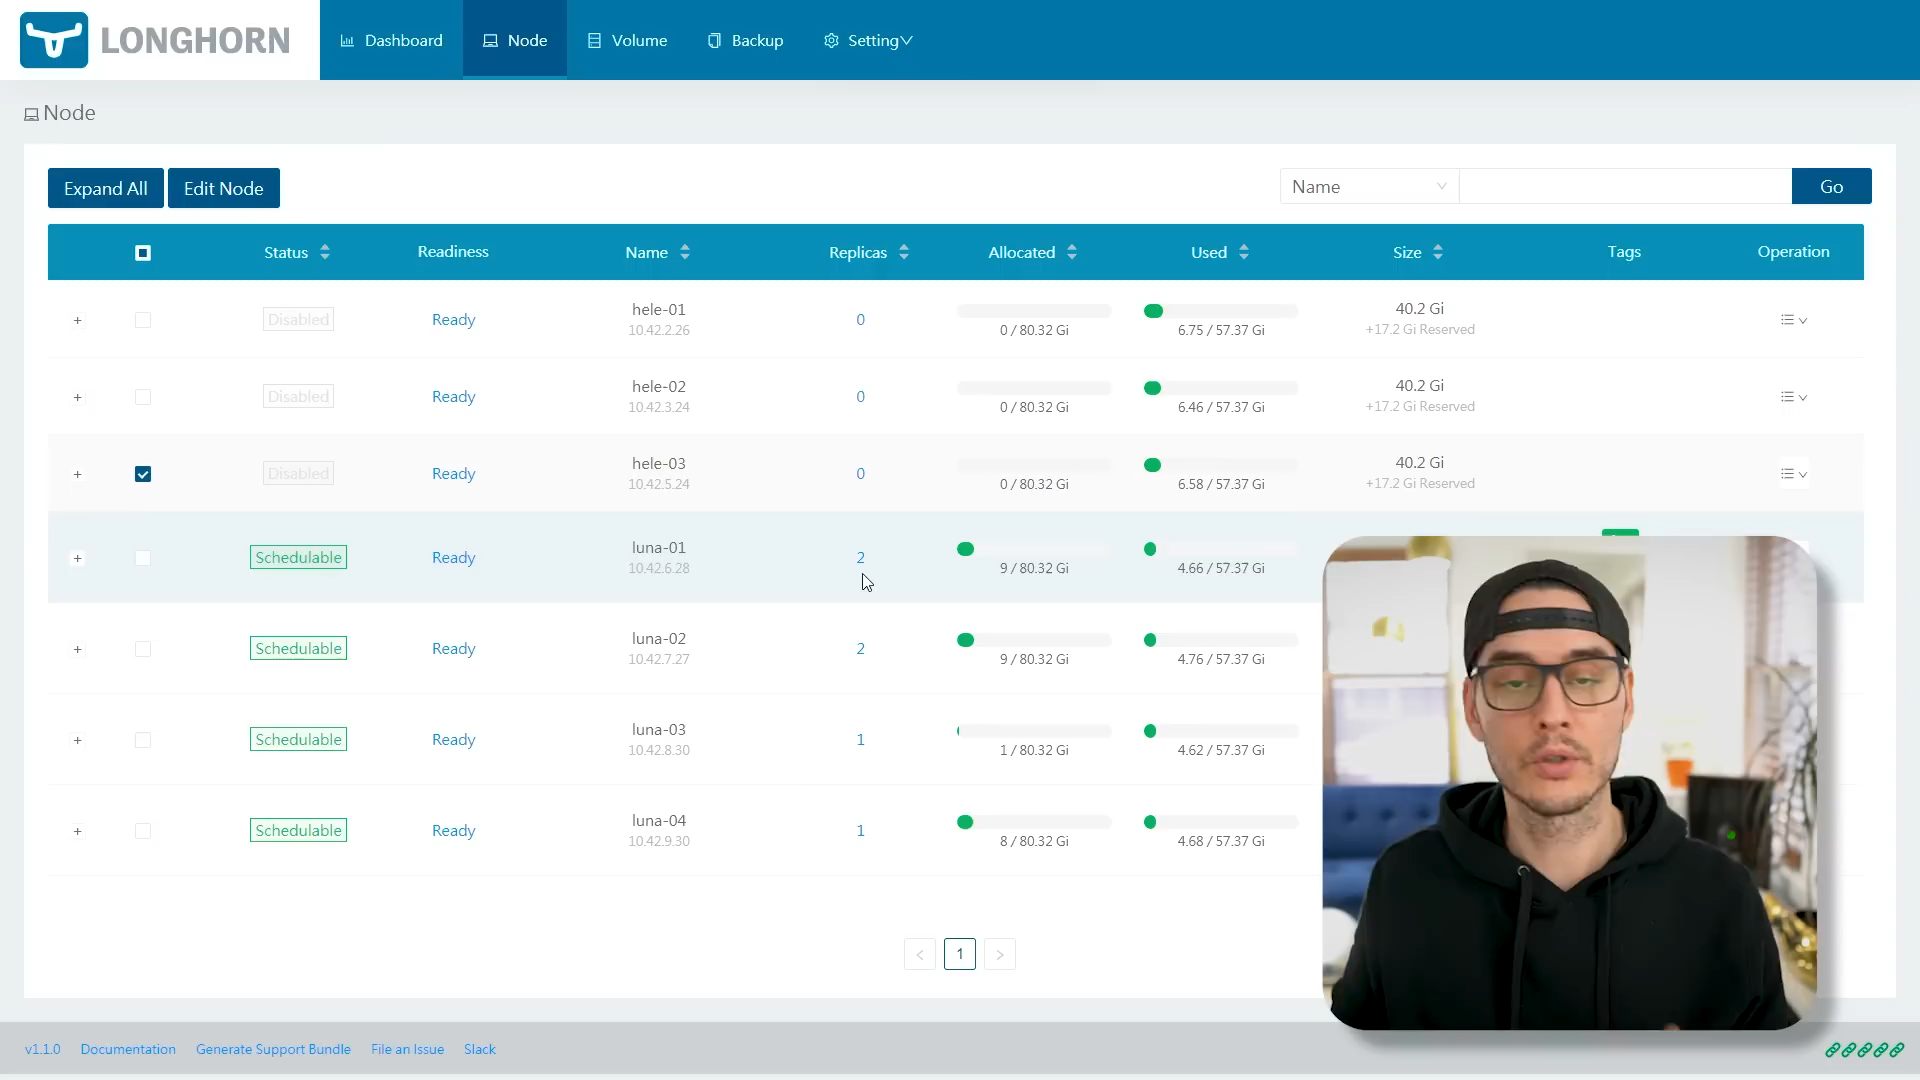 LONGHORN
Dashboard
Node
Volume
Backup
Setting
Node
Expand All
Edit Node
Name
Go
Status
Readiness
Name
Replicas
Allocated
Used
Size
Tags
Operation
+
Disabled
Ready
hele-01
10.42.2.26
0
0 / 80.32 Gi
6.75 / 57.37 Gi
40.2 Gi
+17.2 Gi Reserved
+
Disabled
Ready
hele-02
10.42.3.24
0
0 / 80.32 Gi
6.46 / 57.37 Gi
40.2 Gi
+17.2 Gi Reserved
+
Disabled
Ready
hele-03
10.42.5.24
0
0 / 80.32 Gi
6.58 / 57.37 Gi
40.2 Gi
+17.2 Gi Reserved
+
Schedulable
Ready
luna-01
10.42.6.28
2
9 / 80.32 Gi
4.66 / 57.37 Gi
+
Schedulable
Ready
luna-02
10.42.7.27
2
9 / 80.32 Gi
4.76 / 57.37 Gi
+
Schedulable
Ready
luna-03
10.42.8.30
1
1 / 80.32 Gi
4.62 / 57.37 Gi
+
Schedulable
Ready
luna-04
10.42.9.30
1
8 / 80.32 Gi
4.68 / 57.37 Gi
< 1 >
v1.1.0
Documentation
Generate Support Bundle
File an Issue
Slack